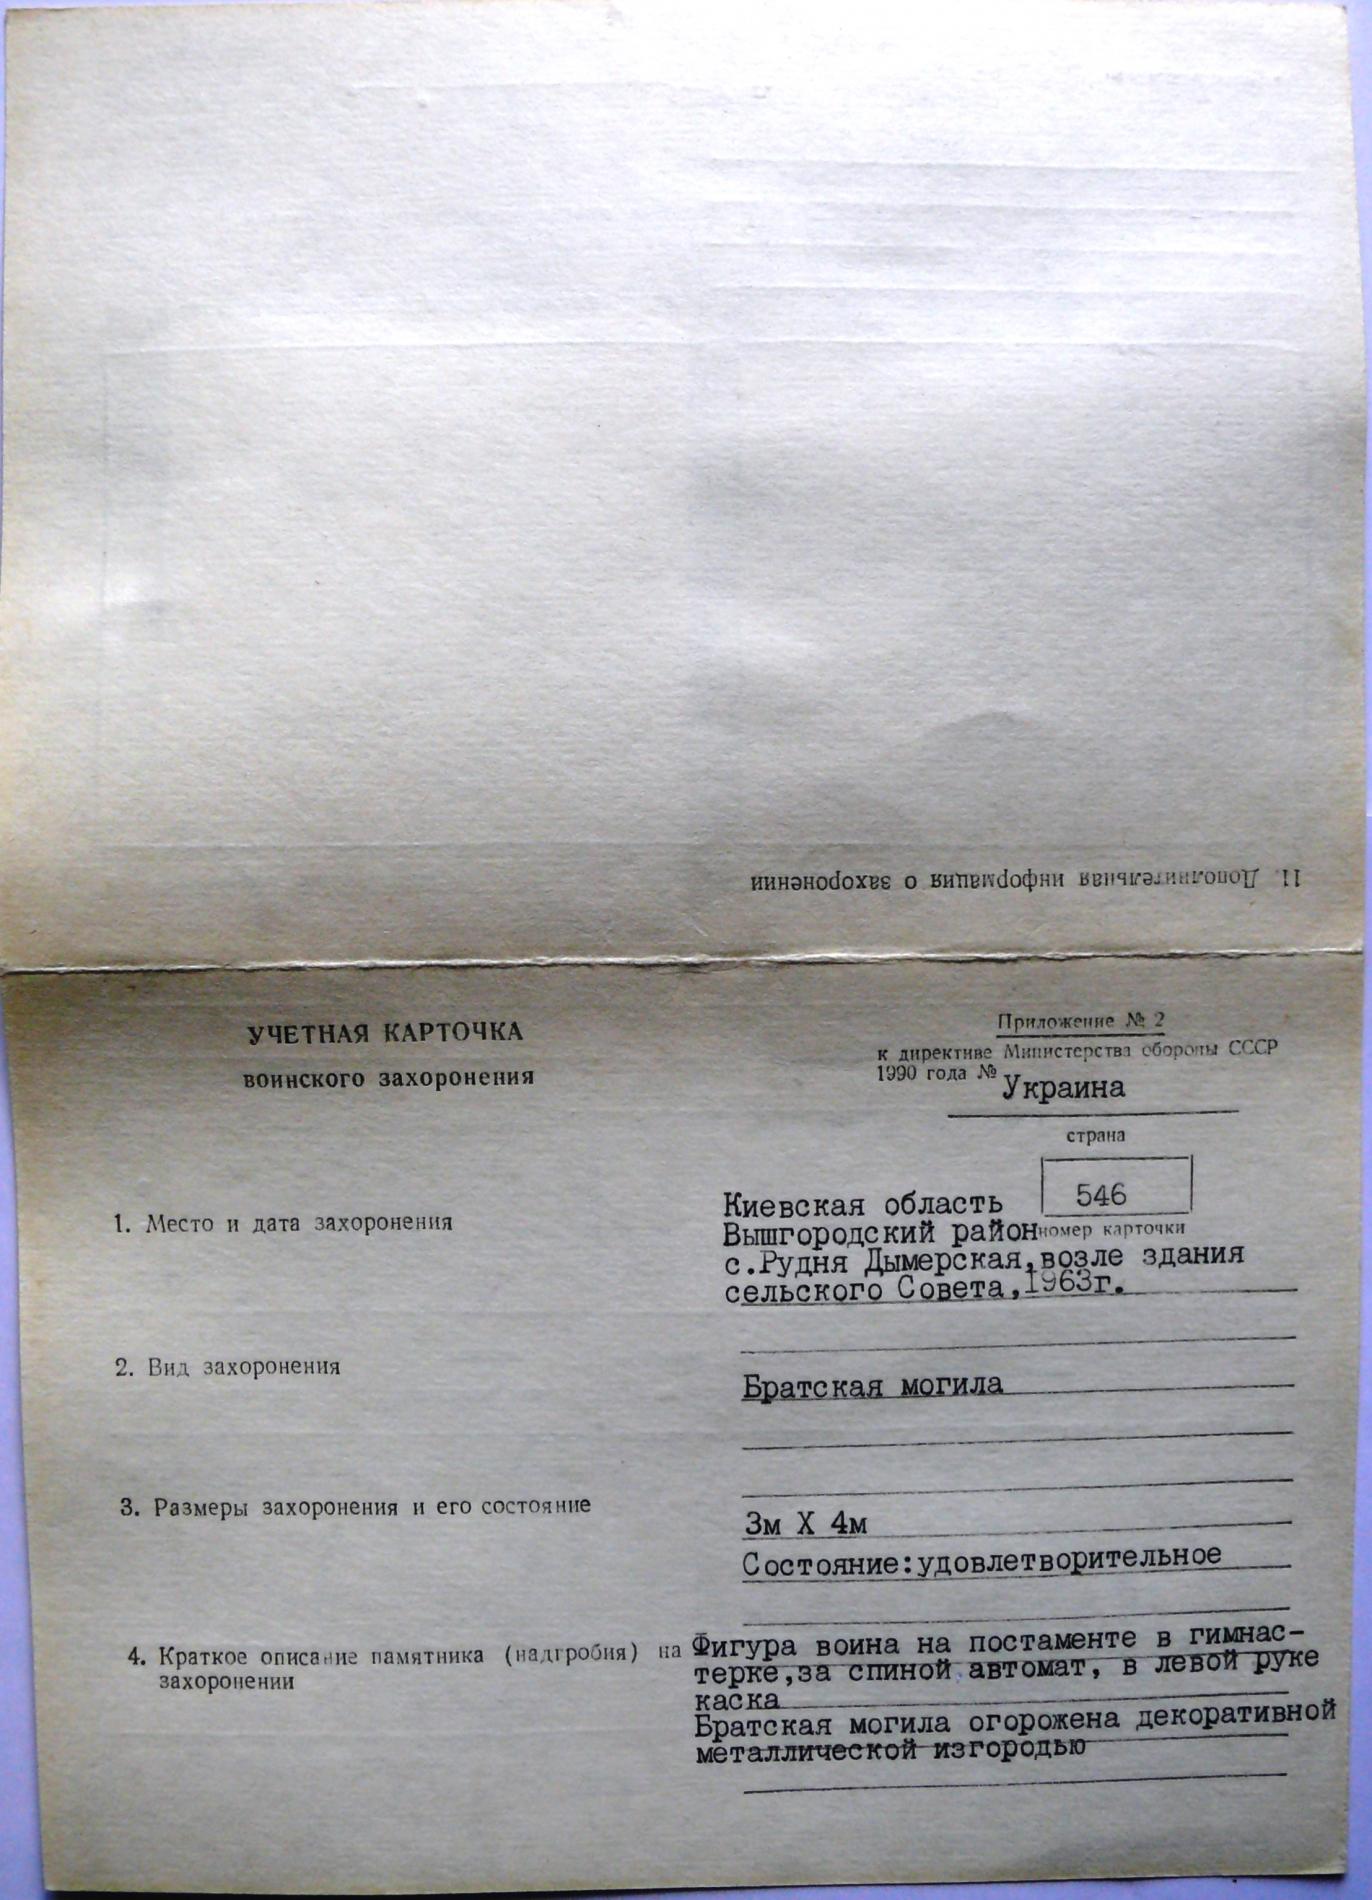 11. Дополнительная информация о захоронении
УЧЕТНАЯ КАРТОЧКА
воинского захоронения
Приложение № 2
к директиве Министерства обороны СССР
1990 года №
Украина
страна
546
номер карточки
1. Место и дата захоронения
Киевская область
Вышгородский район
с.Рудня Дымерская,возле здания
сельского Совета,1963г.
2. Вид захоронения
Братская могила
3. Размеры захоронения и его состояние
3м Х 4м
Состояние:удовлетворительное
4. Краткое описание памятника (надгробия) на
захоронении
Фигура воина на постаменте в гимнас-
терке,за спиной автомат, в левой руке
каска
Братская могила огорожена декоративной
металлической изгородью